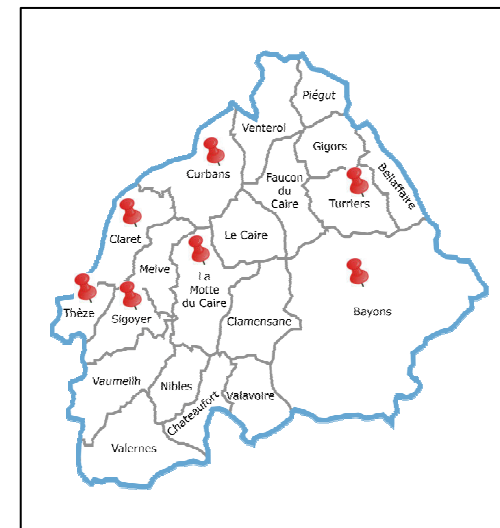 Piégut
Venterol
Gigors
Curbans
Faucon
du
Caire
Bellaffaire
Turriers
Claret
Le Caire
Melve
La
Motte
du Caire
Bayons
Thèze
Sigoyer
Clamensane
Vaumeilh
Nibles
Chateaufort
Valavoire
Valernes